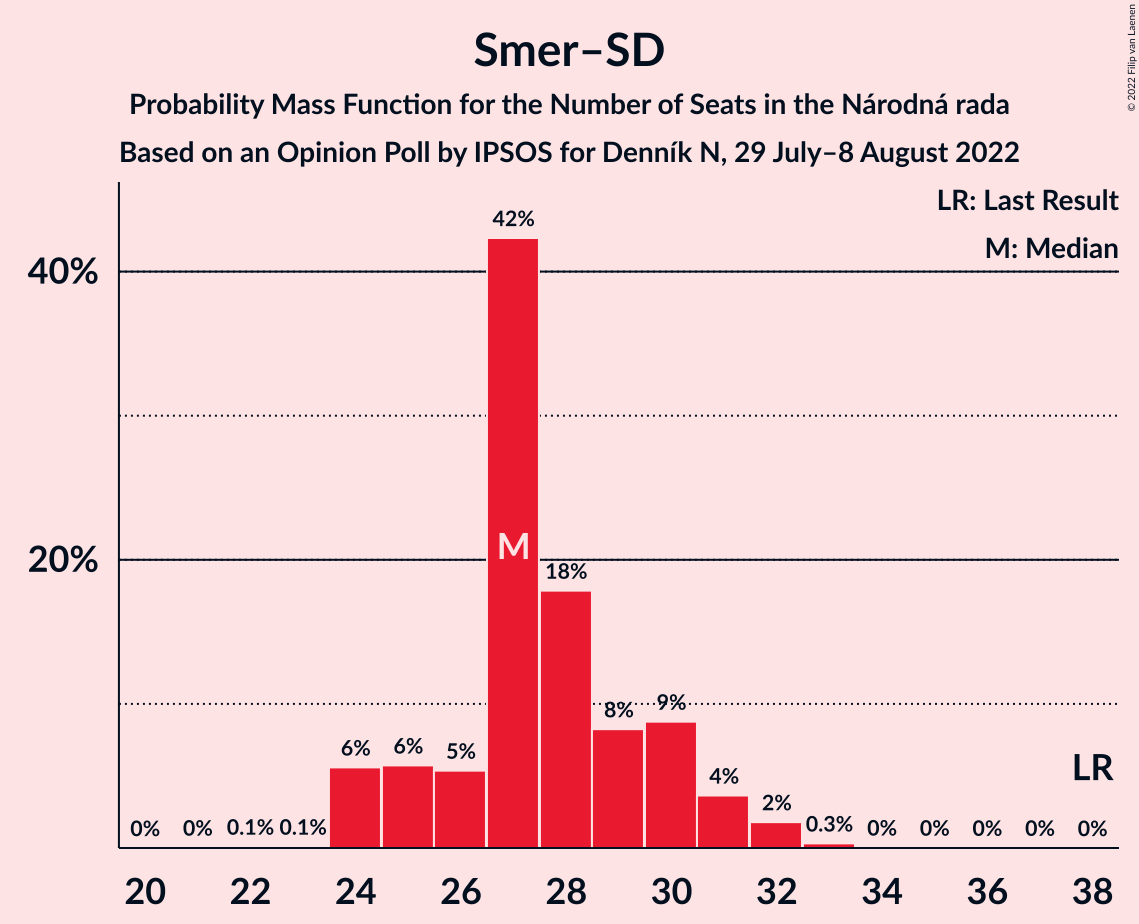 Smer–SD
Probability Mass Function for the Number of Seats in the Národná rada
Based on an Opinion Poll by IPSOS for Denník N, 29 July–8 August 2022
© 2022 Filip van Laenen
LR: Last Result
M: Median
40%
20%
0%
0%
0.1%
0.1%
6%
6%
5%
42%
M
18%
8%
9%
4%
2%
0.3%
0%
0%
0%
0%
0%
LR
20 22 24 26 28 30 32 34 36 38